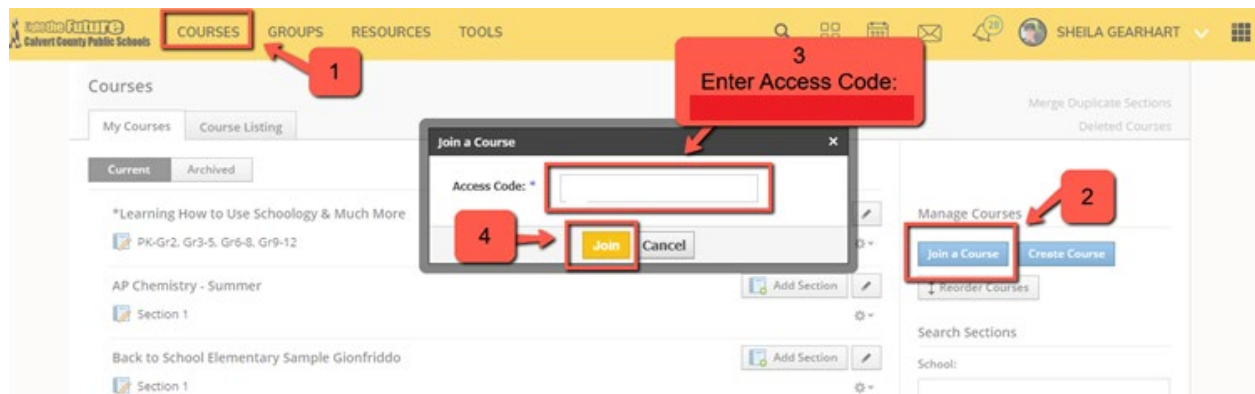 Light the Future
Calvert County Public Schools
COURSES GROUPS RESOURCES TOOLS
28
SHEILA GEARHART
1
3
Enter Access Code:
Courses
Merge Duplicate Sections
My Courses Course Listing
Deleted Courses
Join a Course ×
Current Archived
Access Code: *
*Learning How to Use Schoology & Much More
2
Manage Courses
4
PK-Gr2, Gr3-5, Gr6-8, Gr9-12
Join Cancel
Join a Course Create Course
AP Chemistry - Summer
Add Section
Reorder Courses
Section 1
Search Sections
Back to School Elementary Sample Gionfriddo
Add Section
School:
Section 1